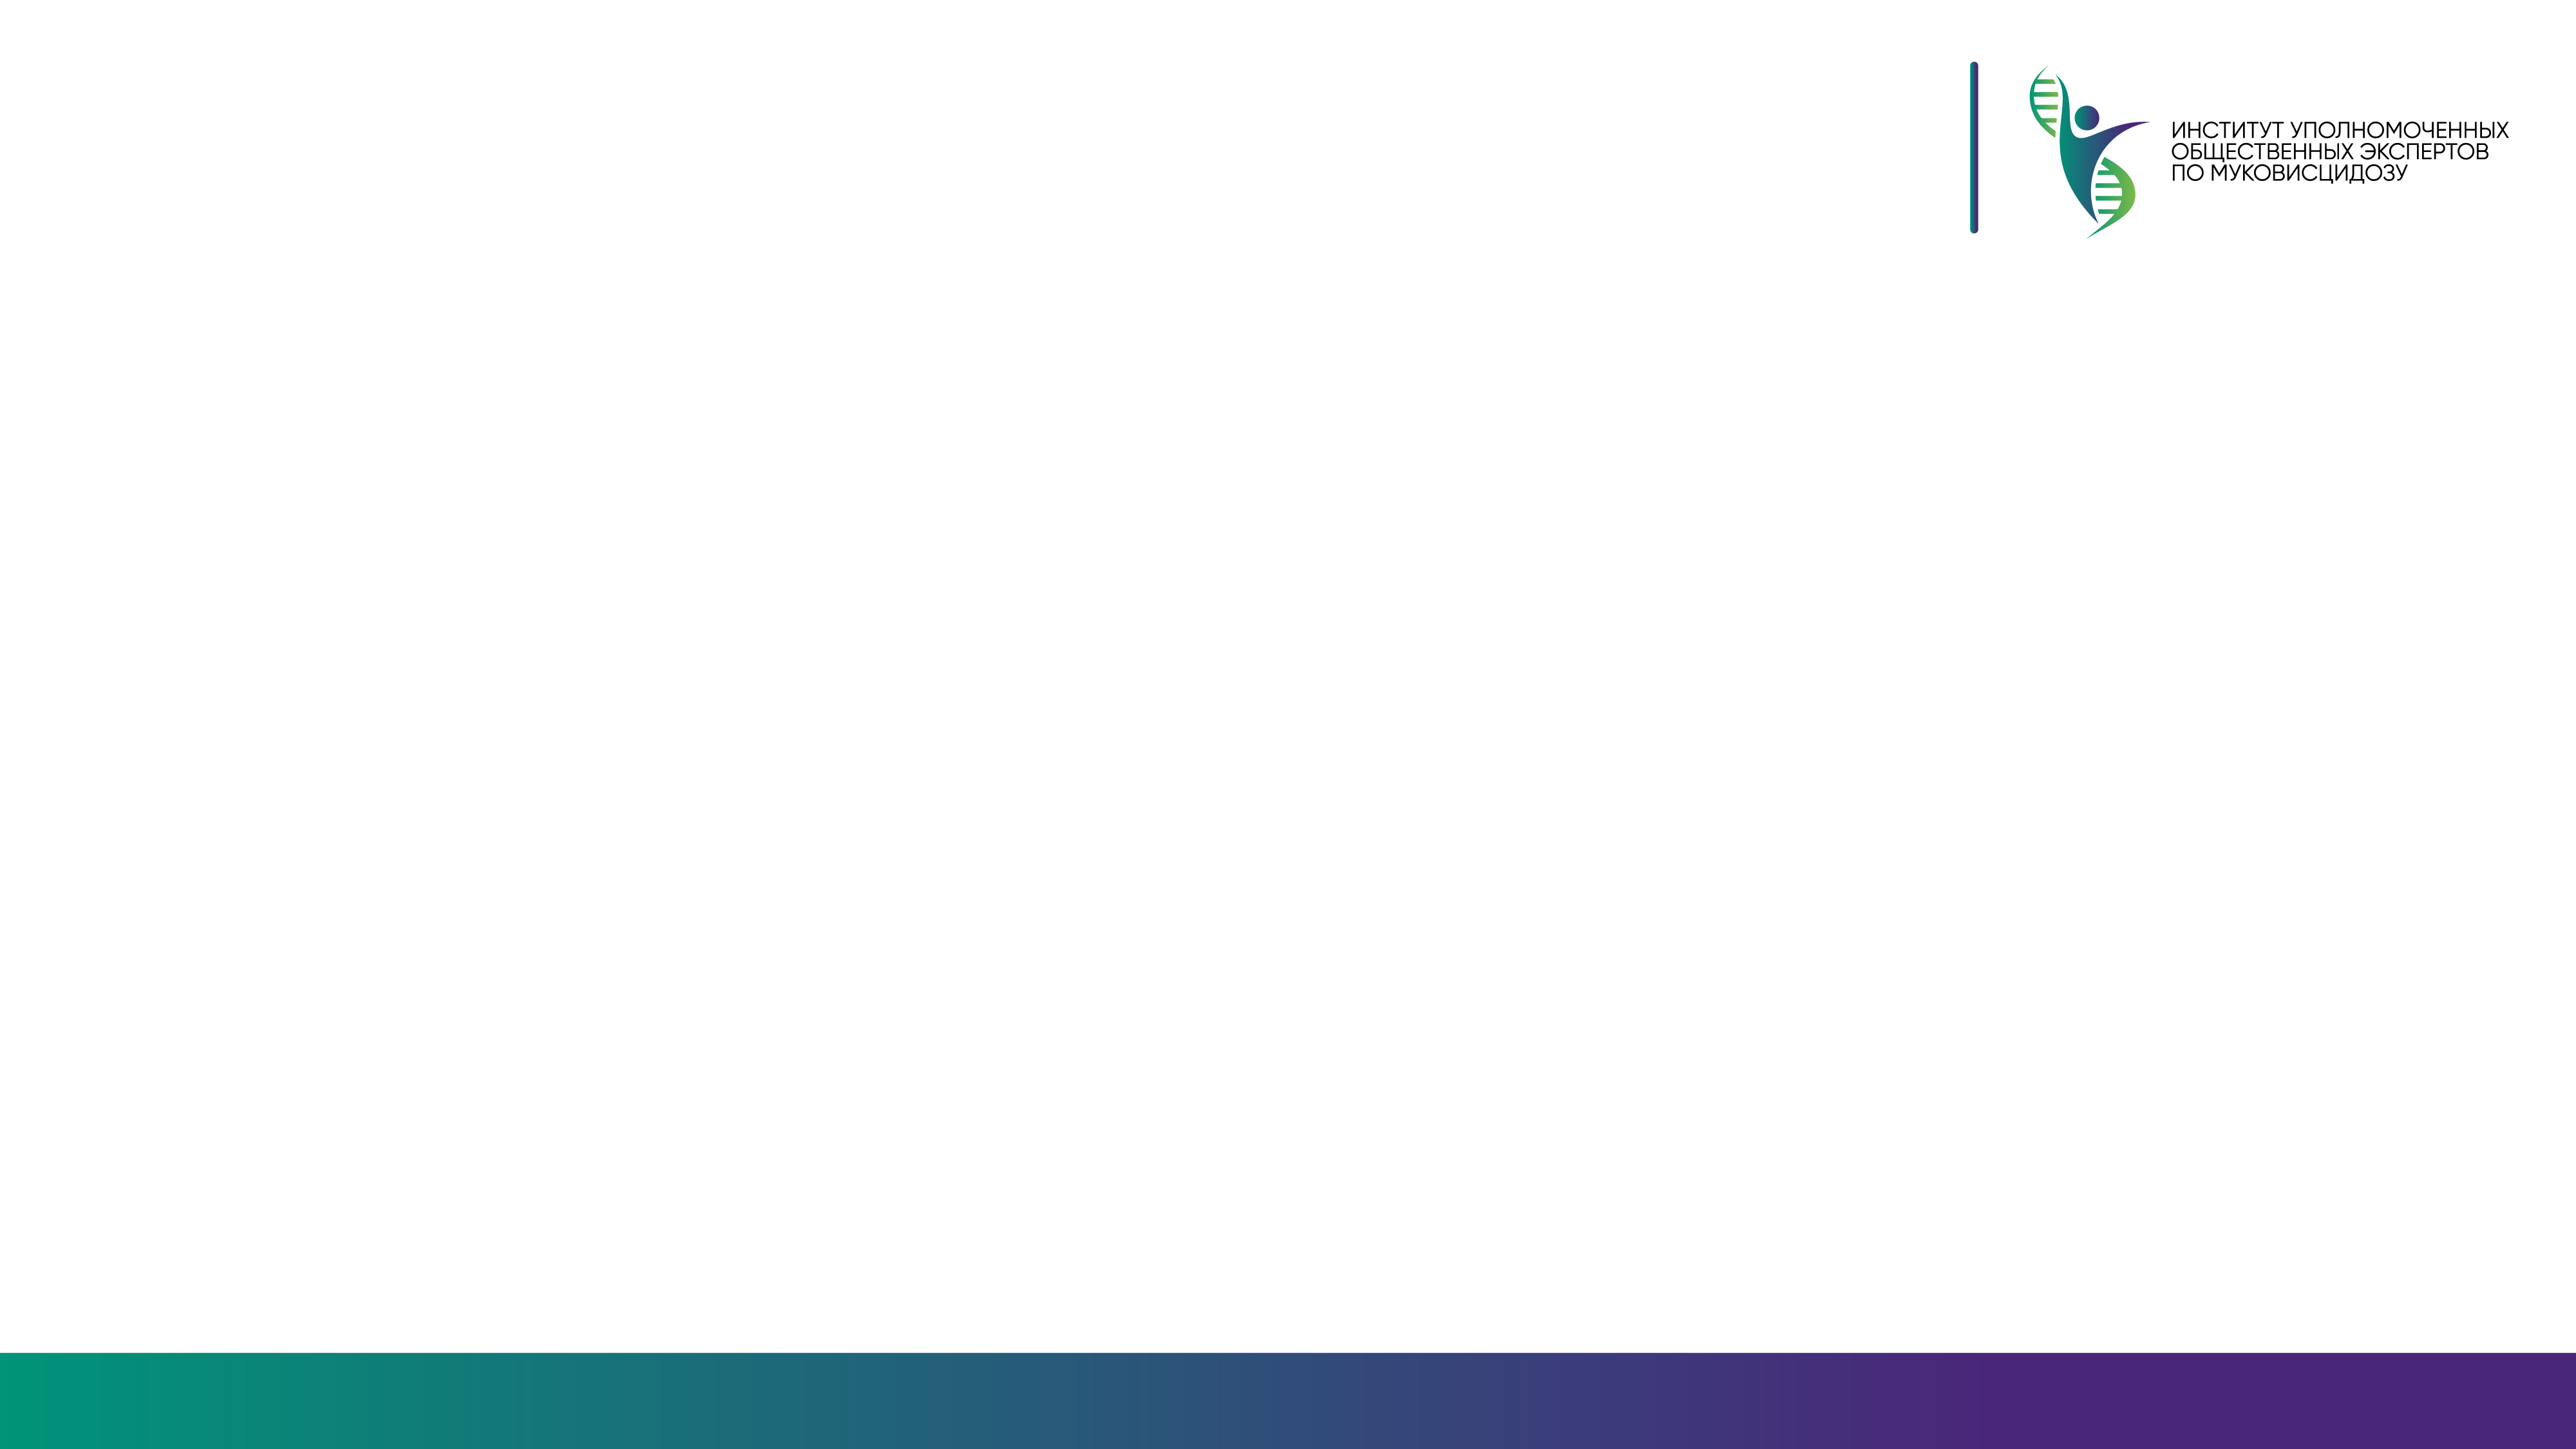 ИНСТИТУТ УПОЛНОМОЧЕННЫХ
ОБЩЕСТВЕННЫХ ЭКСПЕРТОВ
ПО МУКОВИСЦИДОЗУ